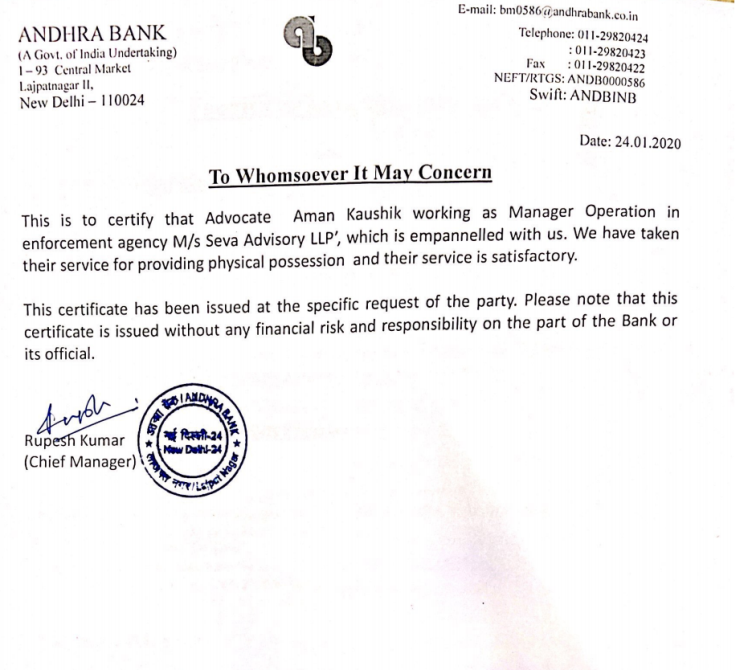 ANDHRA BANK
(A Govt. of India Undertaking)
1 – 93 Central Market
Lajpatnagar II,
New Delhi – 110024
E-mail: bm0586@andhrabank.co.in
Telephone: 011-29820424
: 011-29820423
Fax : 011-29820422
NEFT/RTGS: ANDB0000586
Swift: ANDBINB
Date: 24.01.2020
To Whomsoever It May Concern
This is to certify that Advocate Aman Kaushik working as Manager Operation in
enforcement agency M/s Seva Advisory LLP’, which is empannelled with us. We have taken
their service for providing physical possession and their service is satisfactory.
This certificate has been issued at the specific request of the party. Please note that this
certificate is issued without any financial risk and responsibility on the part of the Bank or
its official.
Rupesh Kumar
(Chief Manager)
आन्ध्रा बैंक / ANDHRA BANK
नई दिल्ली-24
New Delhi-24
लाजपत नगर / Lajpat Nagar